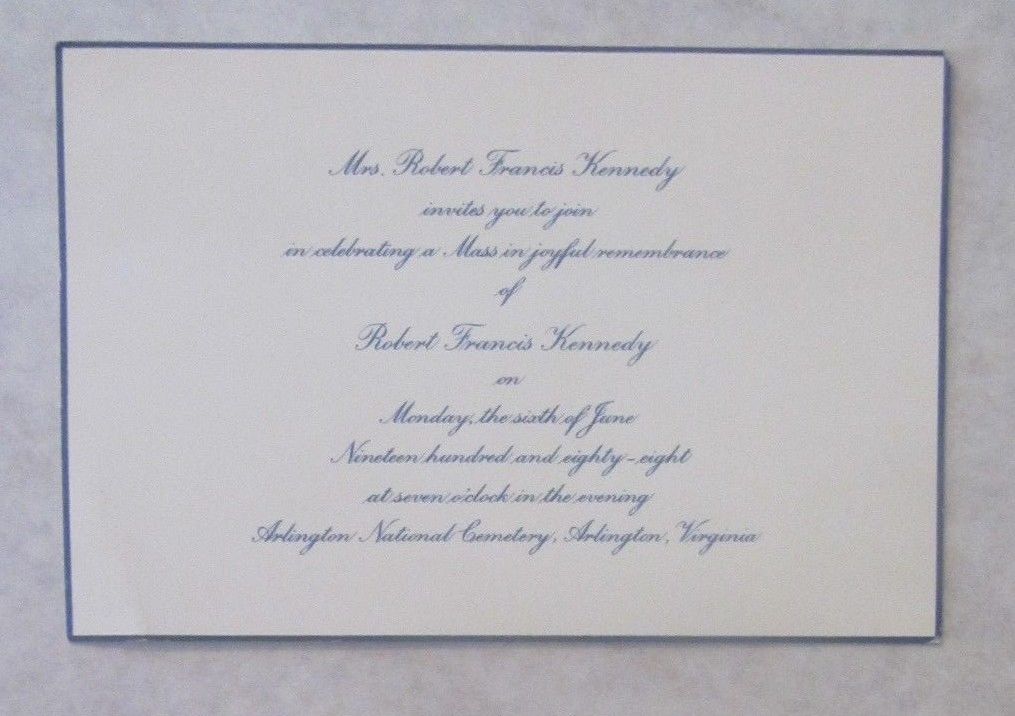 Mrs. Robert Francis Kennedy
invites you to join
in celebrating a Mass in joyful remembrance
of
Robert Francis Kennedy
on
Monday, the sixth of June
Nineteen hundred and eighty-eight
at seven o'clock in the evening
Arlington National Cemetery, Arlington, Virginia